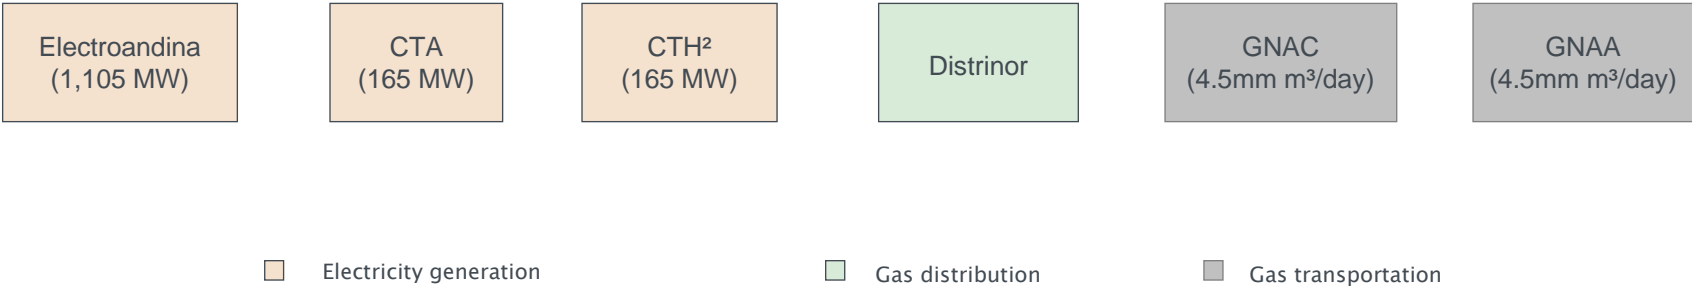 Electroandina
(1,105 MW)
CTA
(165 MW)
CTH²
(165 MW)
Distrinor
GNAC
(4.5mm m³/day)
GNAA
(4.5mm m³/day)
Electricity generation
Gas distribution
Gas transportation